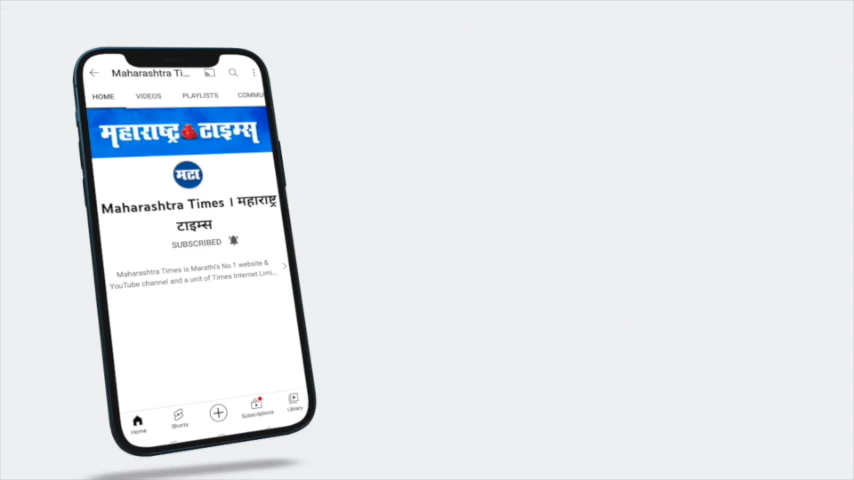 Maharashtra Ti...
HOME VIDEOS PLAYLISTS COMMU
महाराष्ट्र टाइम्स
मटा
Maharashtra Times । महाराष्ट्र
टाइम्स
SUBSCRIBED
Maharashtra Times is Marathi's No.1 website &
YouTube channel and a unit of Times Internet Limi...
Home Shorts Subscriptions Library